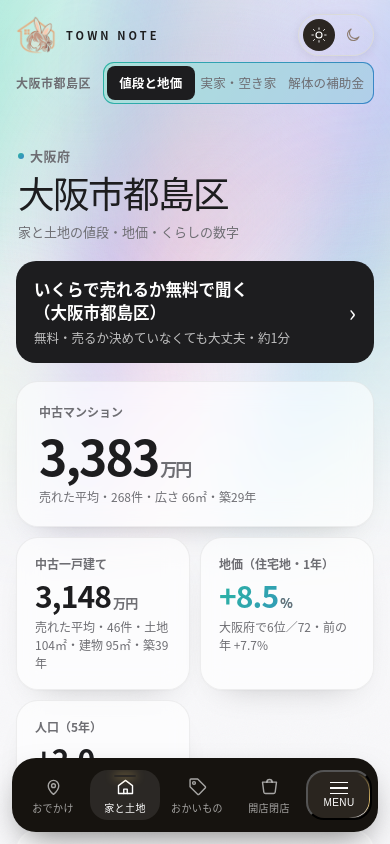 TOWN NOTE
大阪市都島区
値段と地価
実家・空き家
解体の補助金
大阪府
大阪市都島区
家と土地の値段・地価・くらしの数字
いくらで売れるか無料で聞く
（大阪市都島区）
›
無料・売るか決めていなくても大丈夫・約1分
中古マンション
3,383万円
売れた平均・268件・広さ 66㎡・築29年
中古一戸建て
3,148万円
売れた平均・46件・土地
104㎡・建物 95㎡・築39
年
地価（住宅地・1年）
+8.5%
大阪府で6位／72・前の
年 +7.7%
人口（5年）
おでかけ
家と土地
おかいもの
開店閉店
MENU